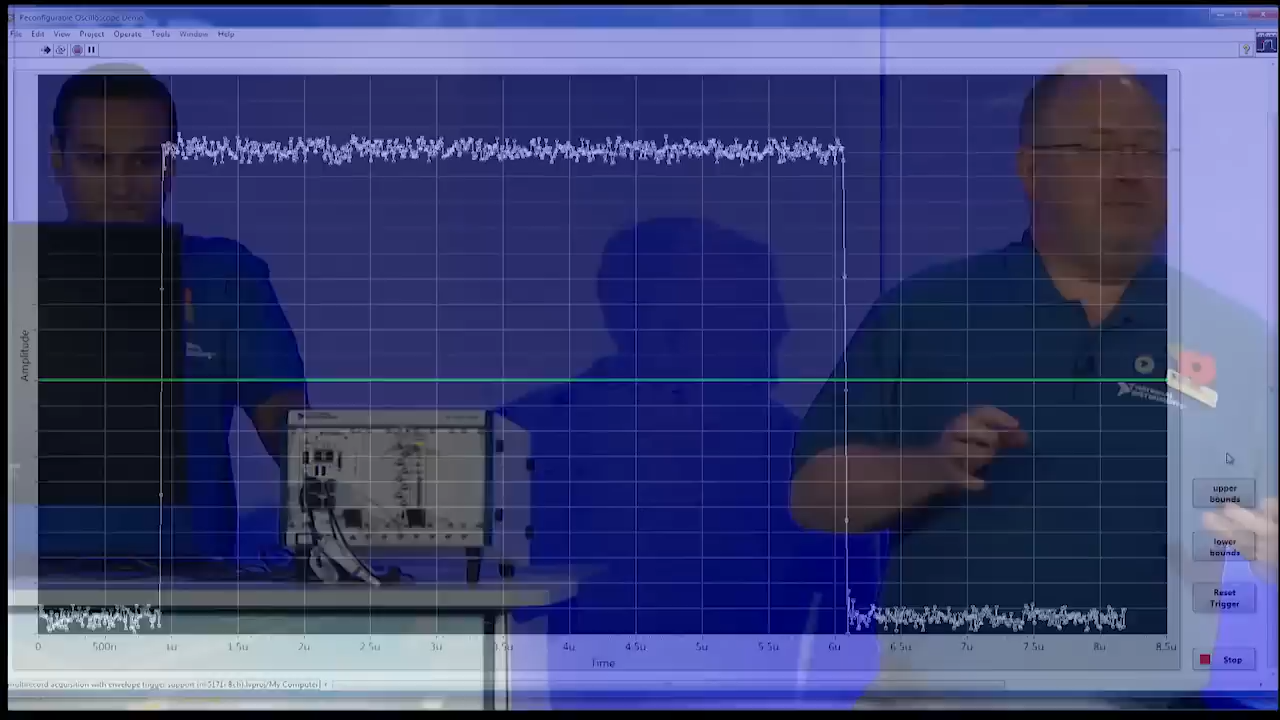 Reconfigurable Oscilloscope Demo
File Edit View Project Operate Tools Window Help
Amplitude
upper
bounds
lower
bounds
Reset
Trigger
Stop
0 500n 1u 1.5u 2u 2.5u 3u 3.5u 4u 4.5u 5u 5.5u 6u 6.5u 7u 7.5u 8u 8.5u
Time
NATIONAL
INSTRUMENTS